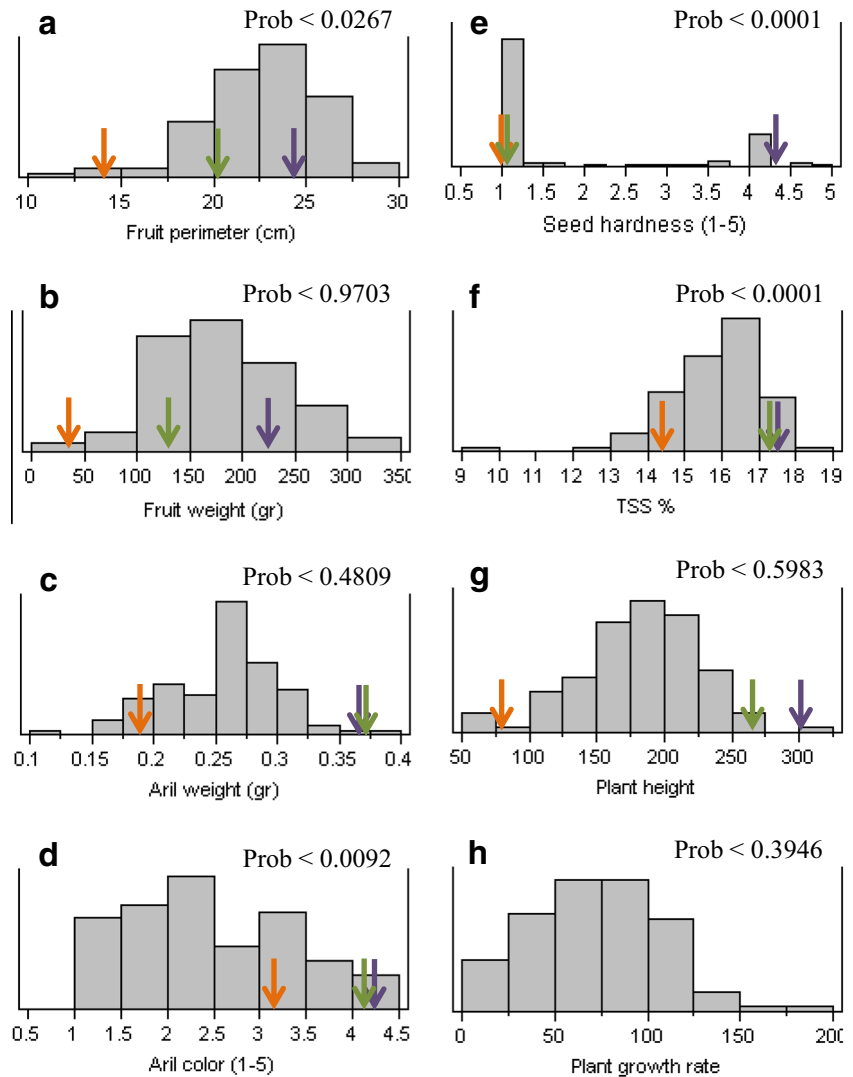 a
Prob < 0.0267
10 15 20 25 30
Fruit perimeter (cm)
b
Prob < 0.9703
0 50 100 150 200 250 300 350
Fruit weight (gr)
c
Prob < 0.4809
0.1 0.15 0.2 0.25 0.3 0.35 0.4
Aril weight (gr)
d
Prob < 0.0092
0.5 1 1.5 2 2.5 3 3.5 4 4.5
Aril color (1-5)
e
Prob < 0.0001
0.5 1 1.5 2 2.5 3 3.5 4 4.5 5
Seed hardness (1-5)
f
Prob < 0.0001
9 10 11 12 13 14 15 16 17 18 19
TSS %
g
Prob < 0.5983
50 100 150 200 250 300
Plant height
h
Prob < 0.3946
0 50 100 150 200
Plant growth rate